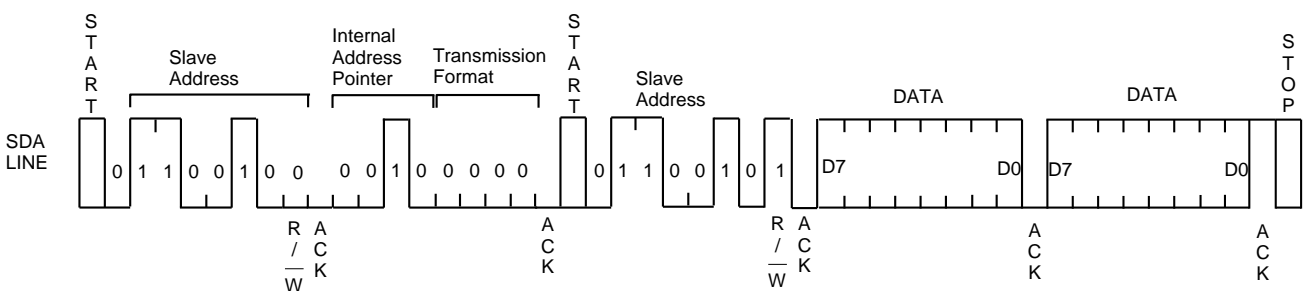 START
Slave
Address
Internal
Address
Pointer
Transmission
Format
START
Slave
Address
DATA
DATA
STOP
SDA
LINE
0 1 1 0 0 1 0 0 0 0 1 0 0 0 0 0 0 1 1 0 0 1 0 1 D7 D0 D7 D0
R/W
ACK
ACK
R/W
ACK
ACK
ACK